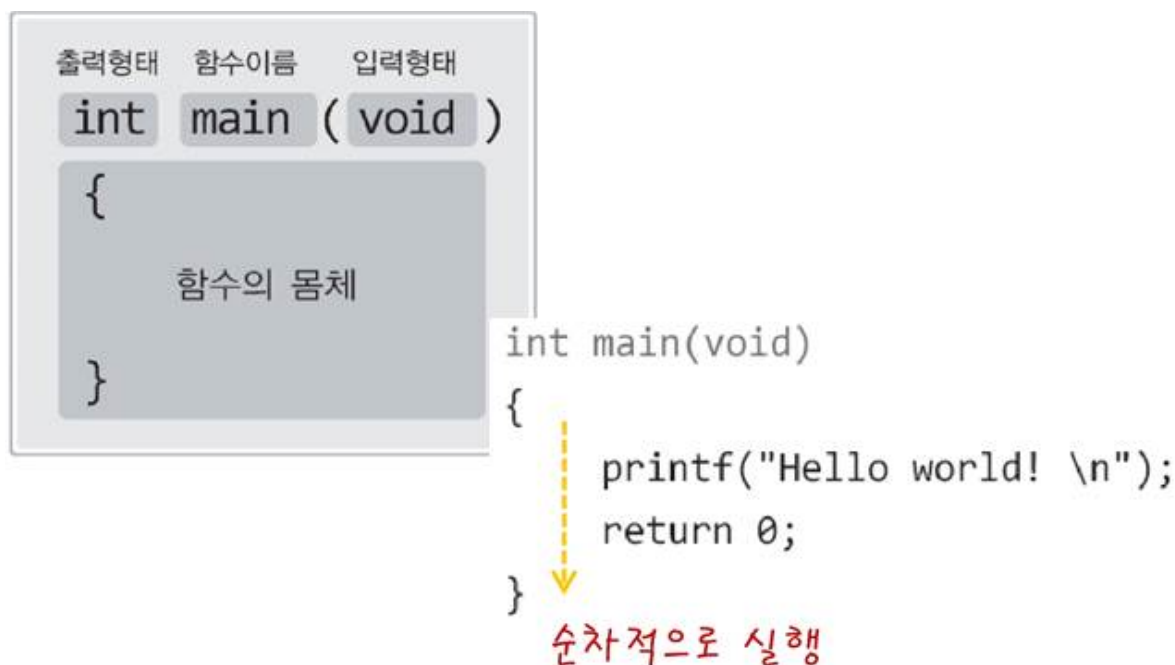 출력형태 함수이름 입력형태
int main ( void )
{
함수의 몸체
}
int main(void)
{
printf("Hello world! \n");
return 0;
}
순차적으로 실행